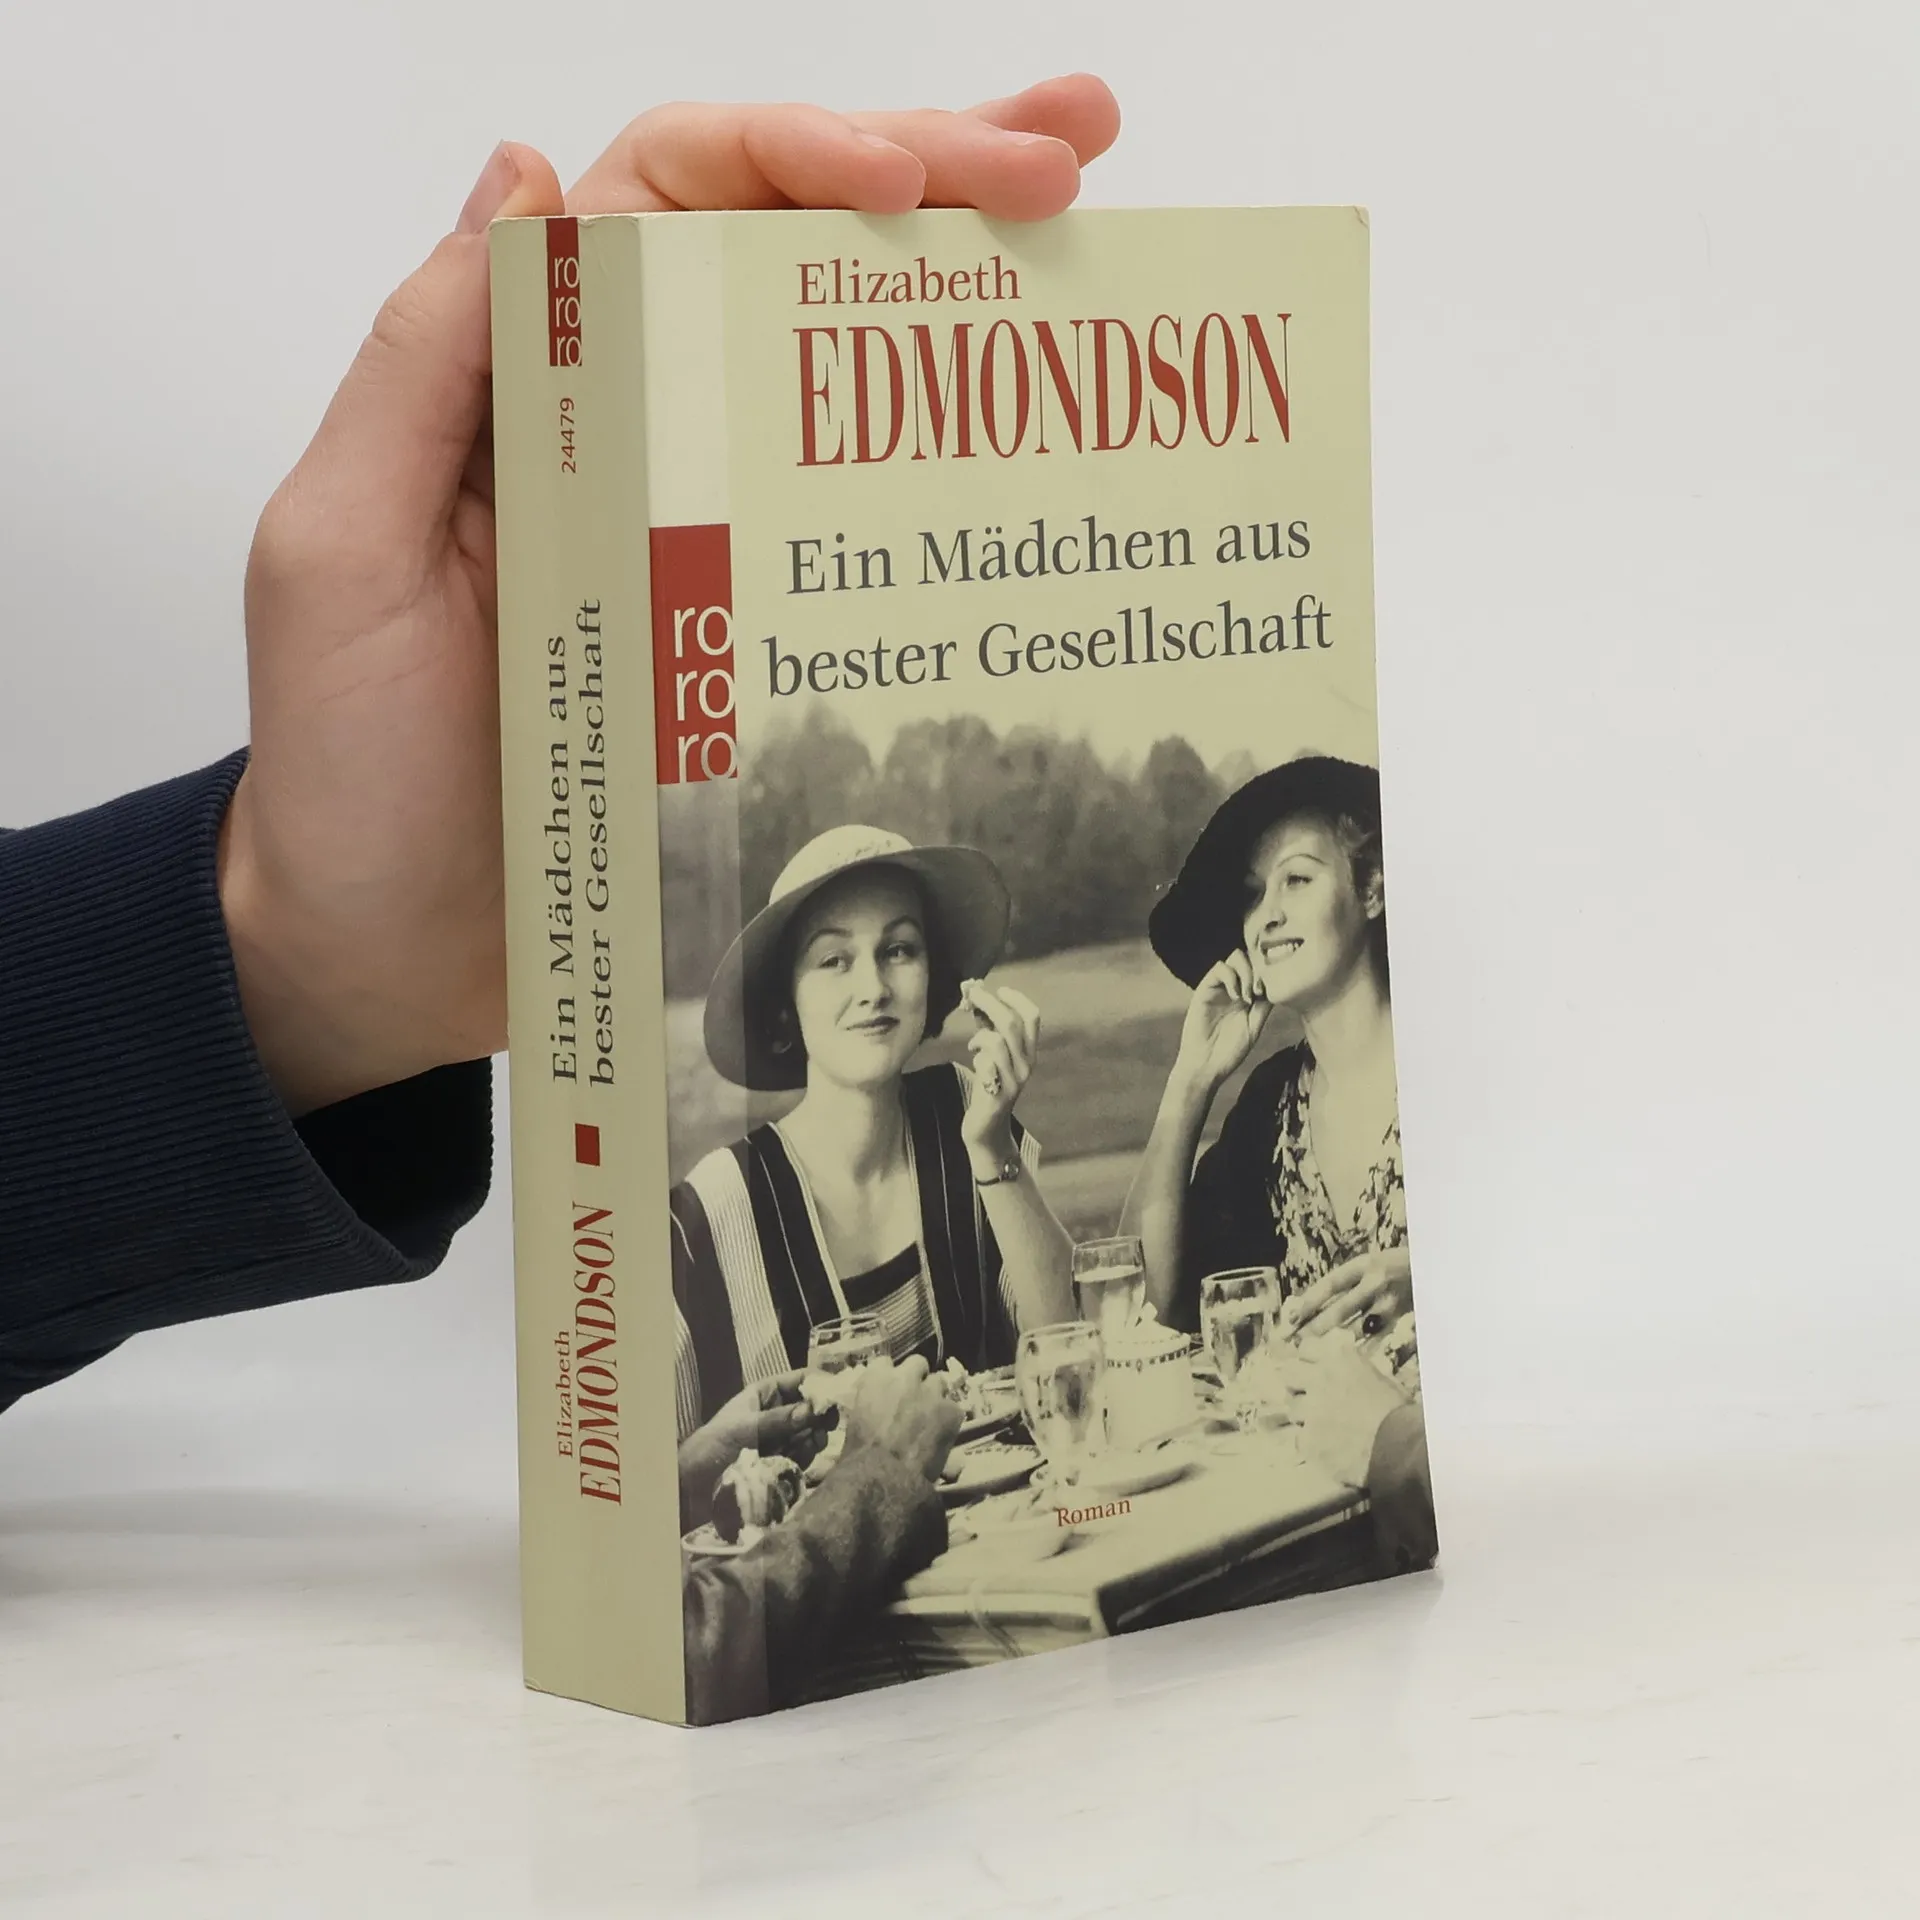 Elizabeth
EDMONDSON
Ein Mädchen aus
bester Gesellschaft
ro
ro
ro
Roman
ro
ro
ro
24479
Ein Mädchen aus
bester Gesellschaft
Elizabeth
EDMONDSON